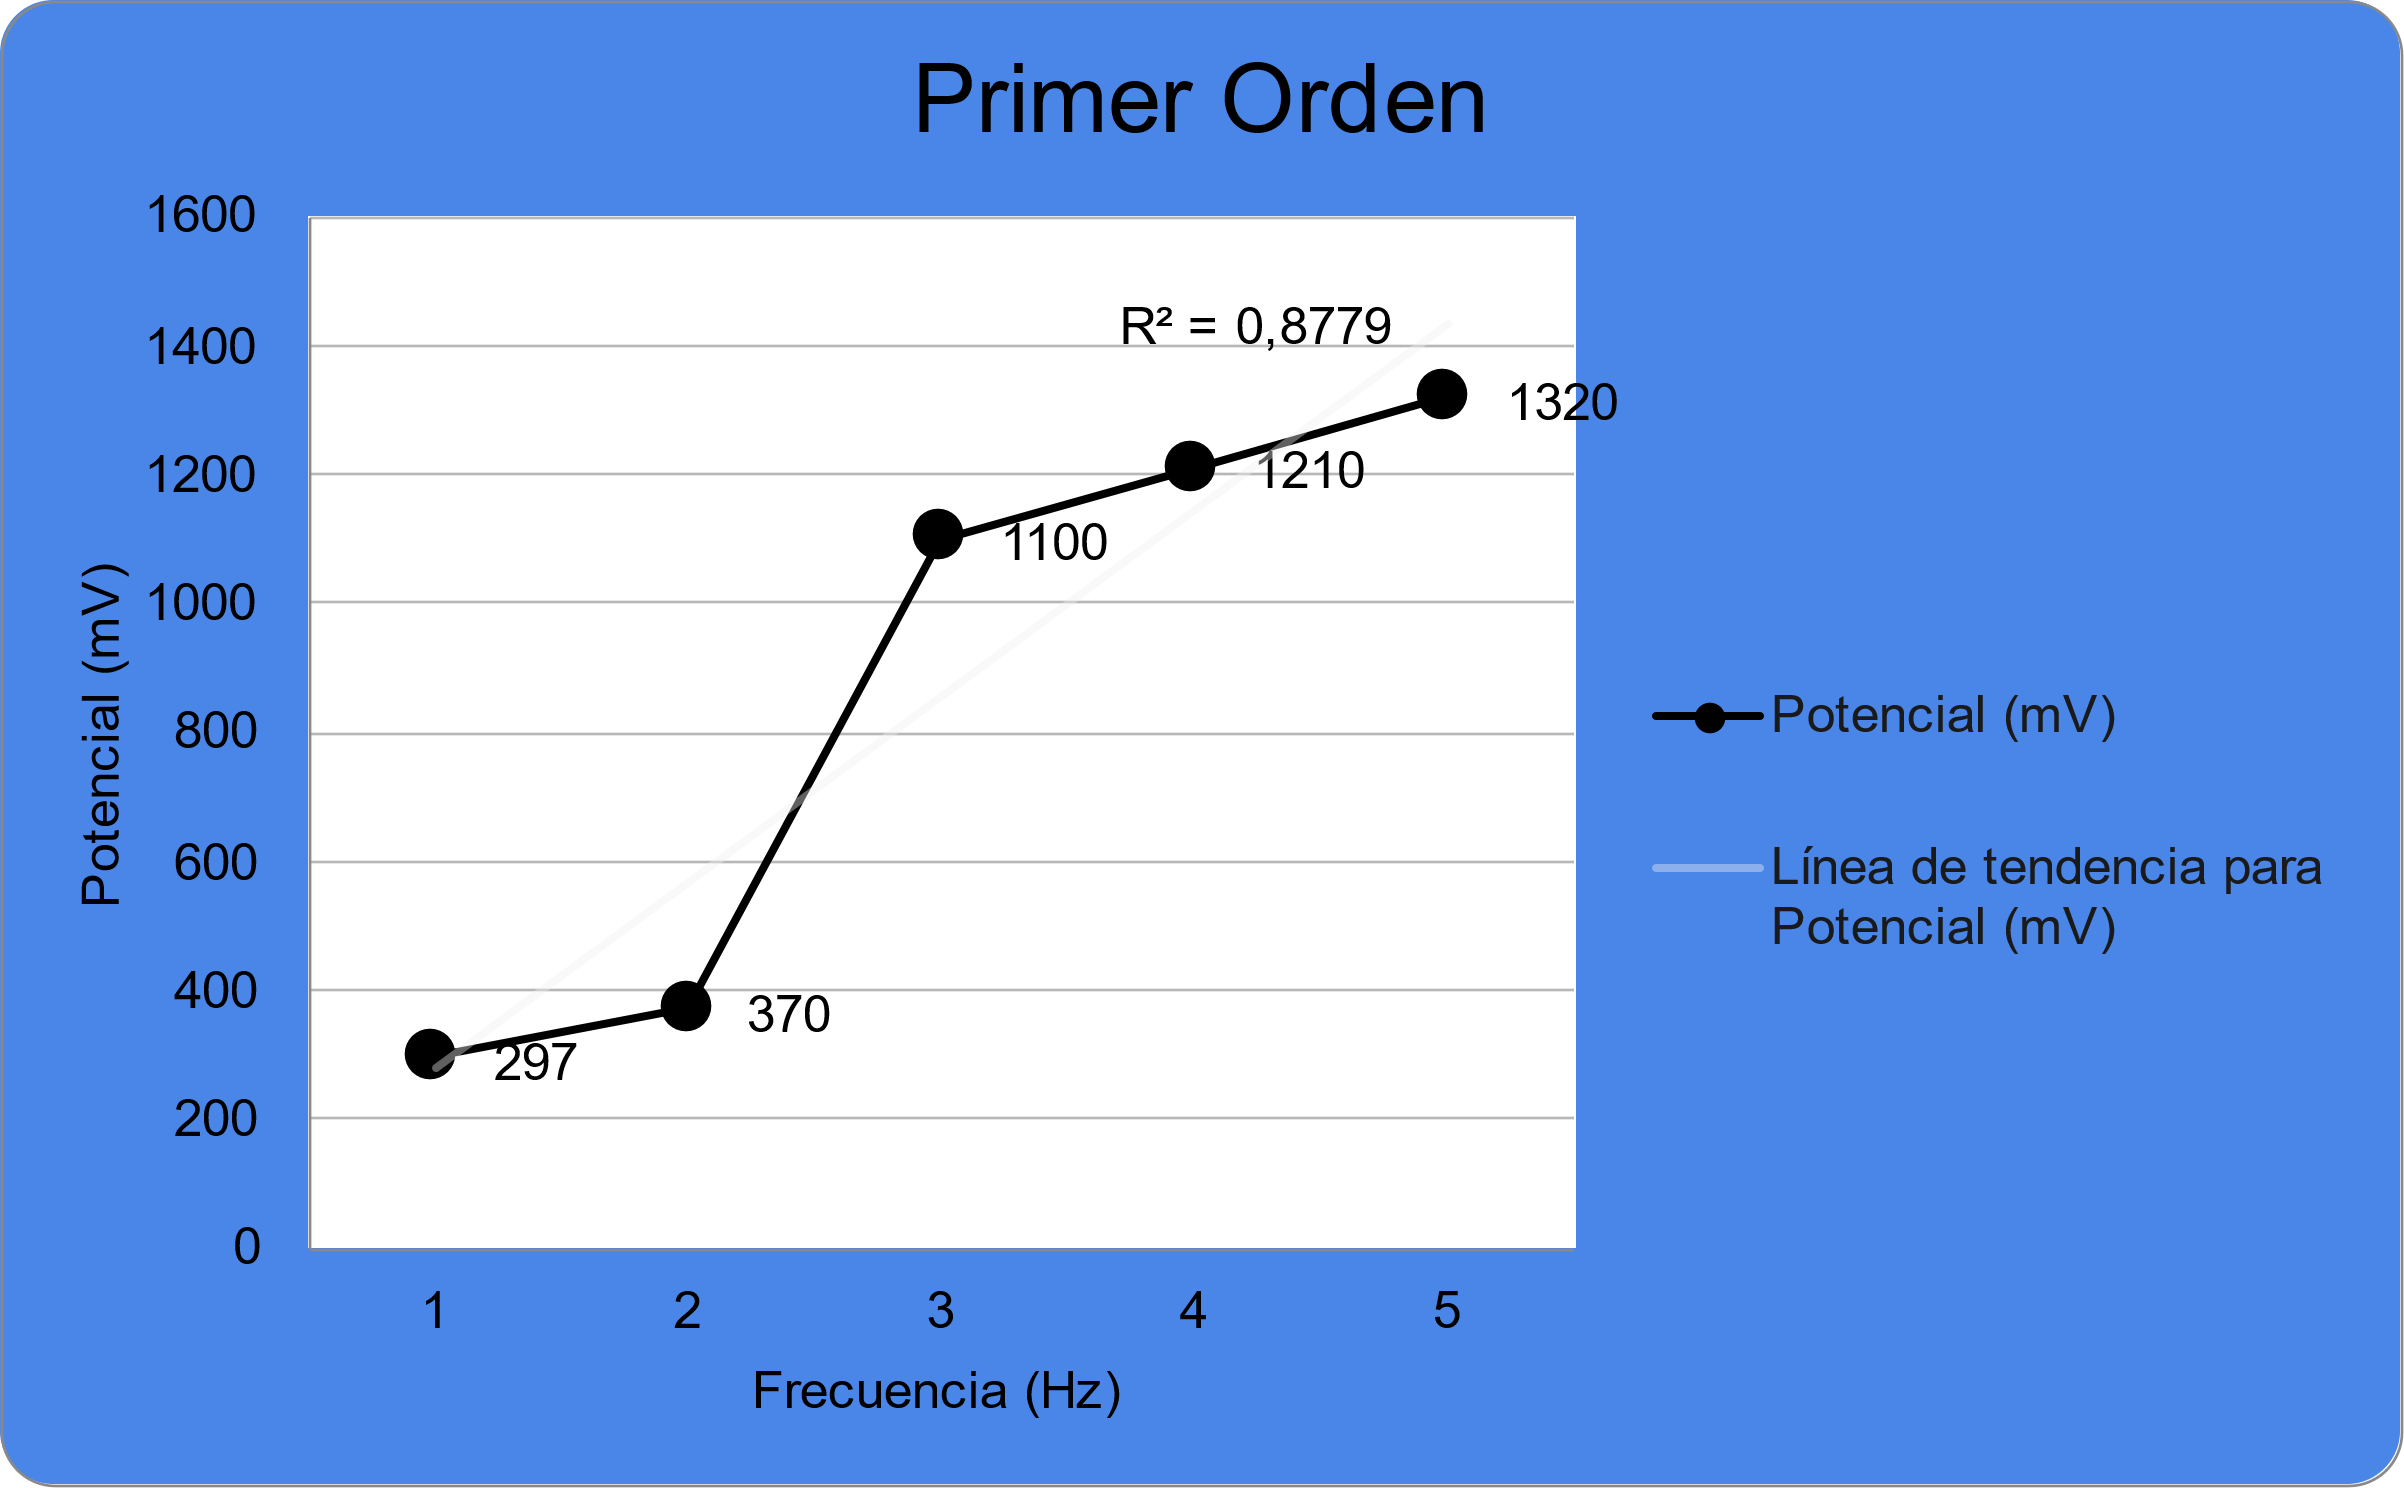 Primer Orden
1600
1400
1200
1000
800
600
400
200
0
Potencial (mV)
R² = 0,8779
1320
1210
1100
370
297
1 2 3 4 5
Frecuencia (Hz)
Potencial (mV)
Línea de tendencia para
Potencial (mV)